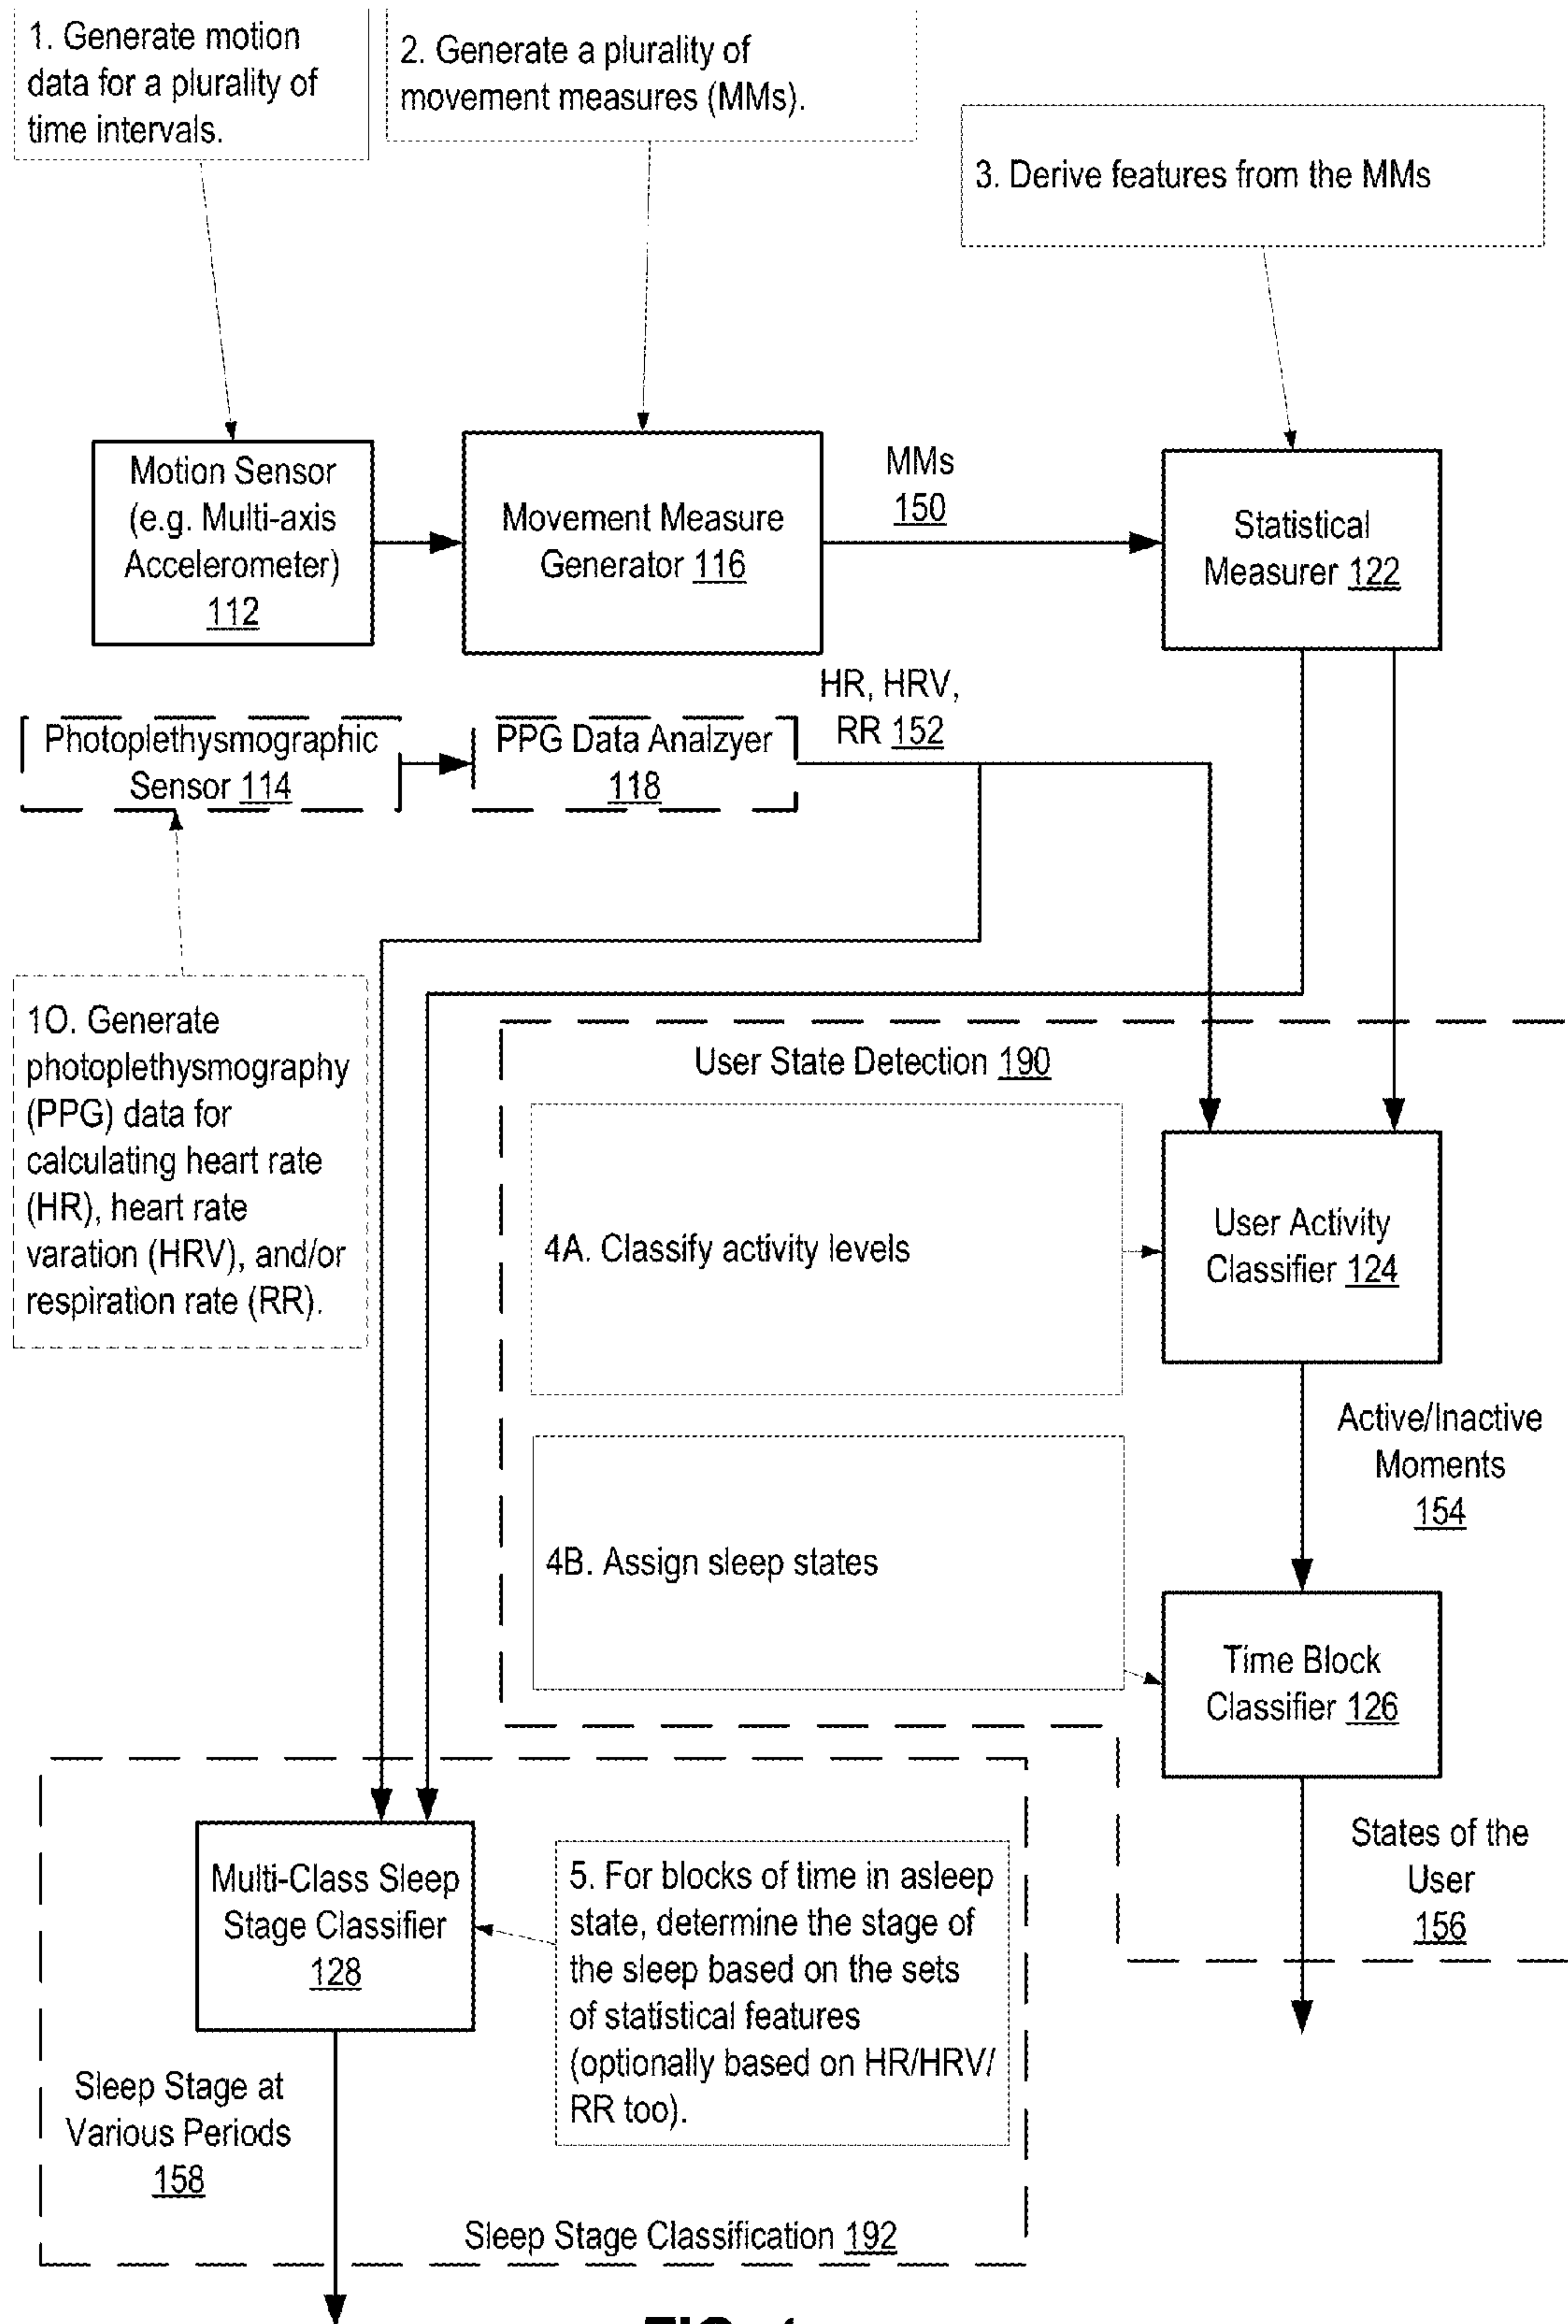 1. Generate motion
data for a plurality of
time intervals.
2. Generate a plurality of
movement measures (MMs).
3. Derive features from the MMs
Motion Sensor
(e.g. Multi-axis
Accelerometer)
112
Movement Measure
Generator 116
MMs
150
Statistical
Measurer 122
HR, HRV,
RR 152
Photoplethysmographic
Sensor 114
PPG Data Analzyer
118
1O. Generate
photoplethysmography
(PPG) data for
calculating heart rate
(HR), heart rate
varation (HRV), and/or
respiration rate (RR).
User State Detection 190
4A. Classify activity levels
User Activity
Classifier 124
Active/Inactive
Moments
154
4B. Assign sleep states
Time Block
Classifier 126
States of the
User
156
Multi-Class Sleep
Stage Classifier
128
5. For blocks of time in asleep
state, determine the stage of
the sleep based on the sets
of statistical features
(optionally based on HR/HRV/
RR too).
Sleep Stage at
Various Periods
158
Sleep Stage Classification 192